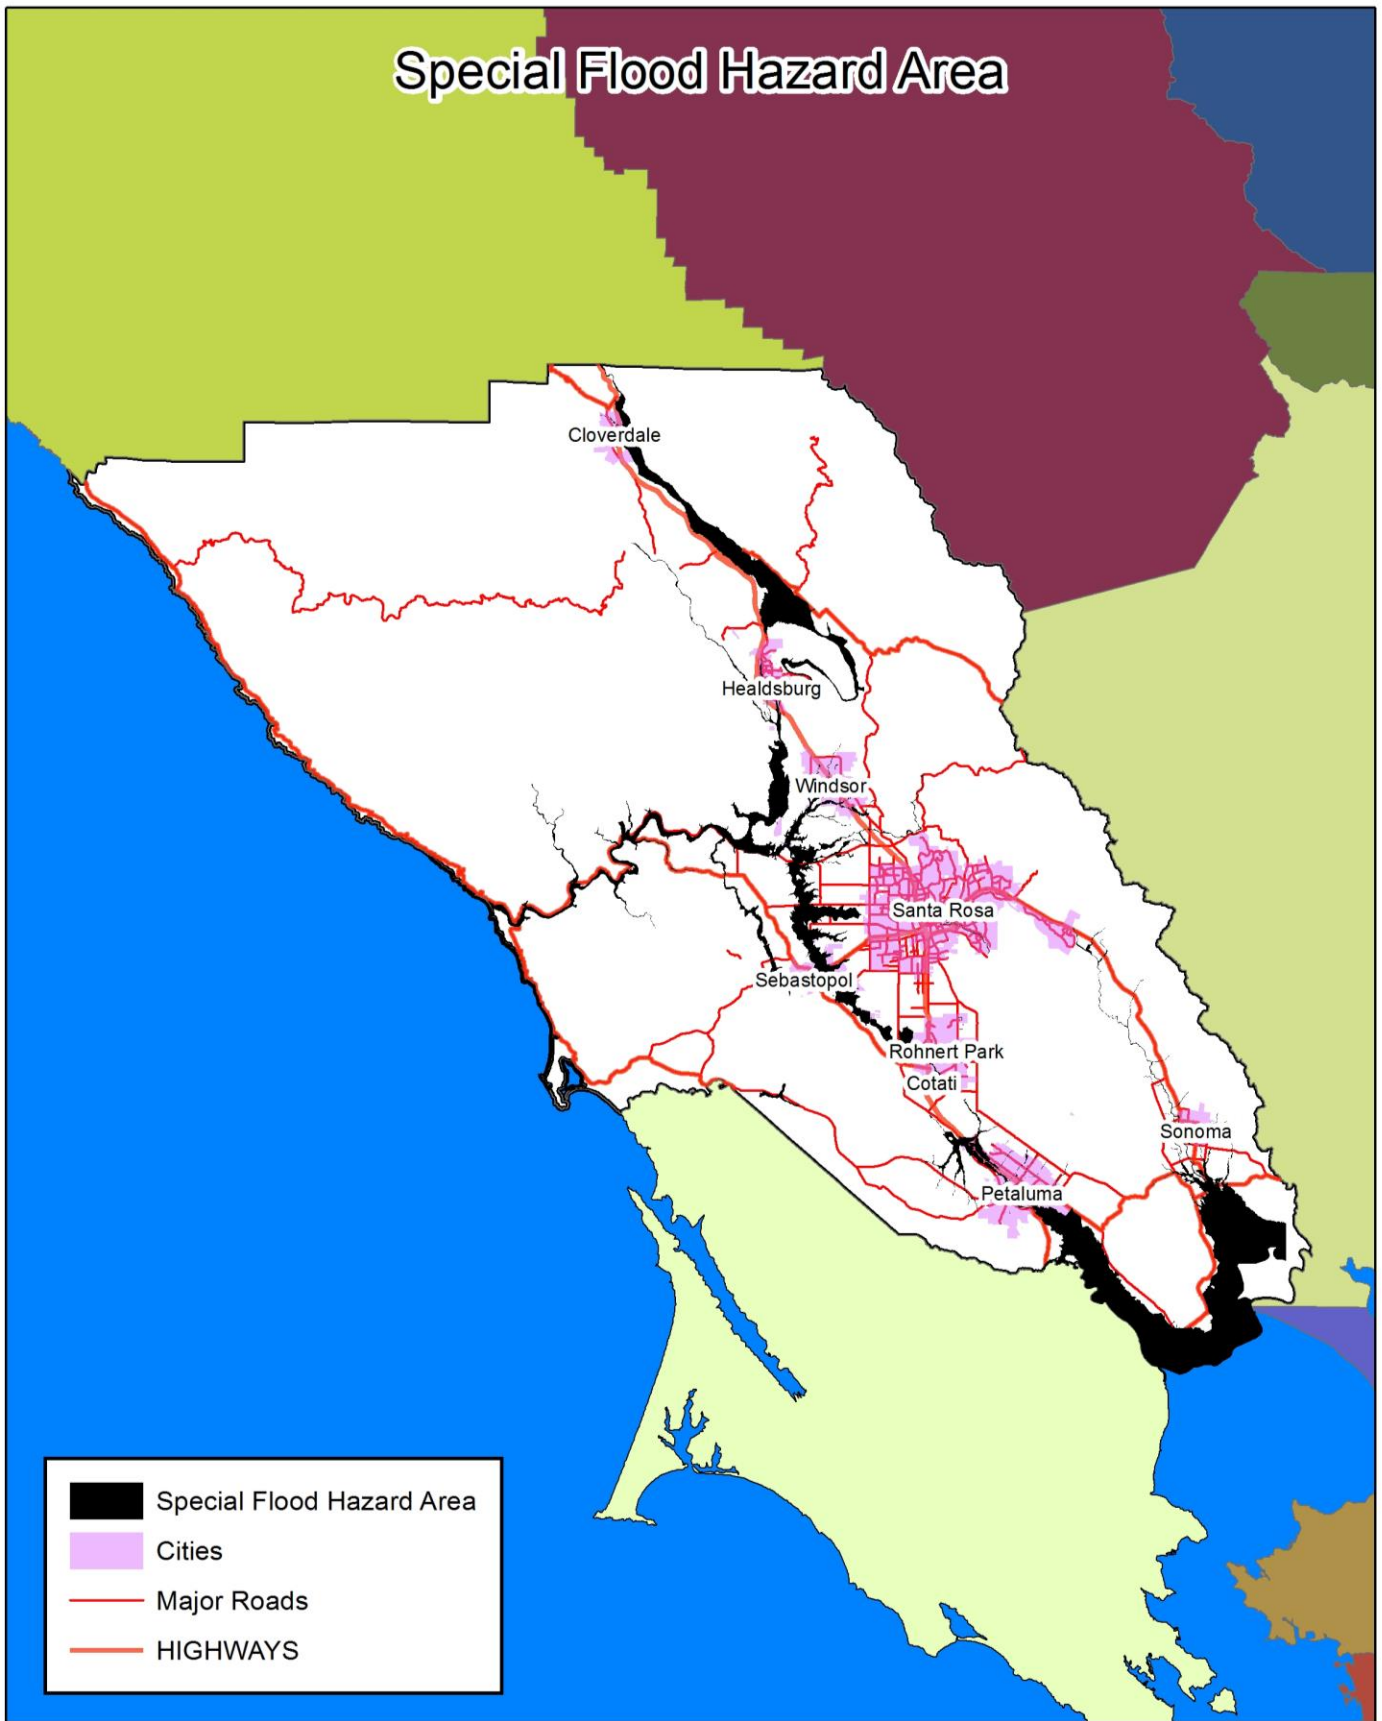 Special Flood Hazard Area
Cloverdale
Healdsburg
Windsor
Santa Rosa
Sebastopol
Rohnert Park
Cotati
Sonoma
Petaluma
Special Flood Hazard Area
Cities
Major Roads
HIGHWAYS